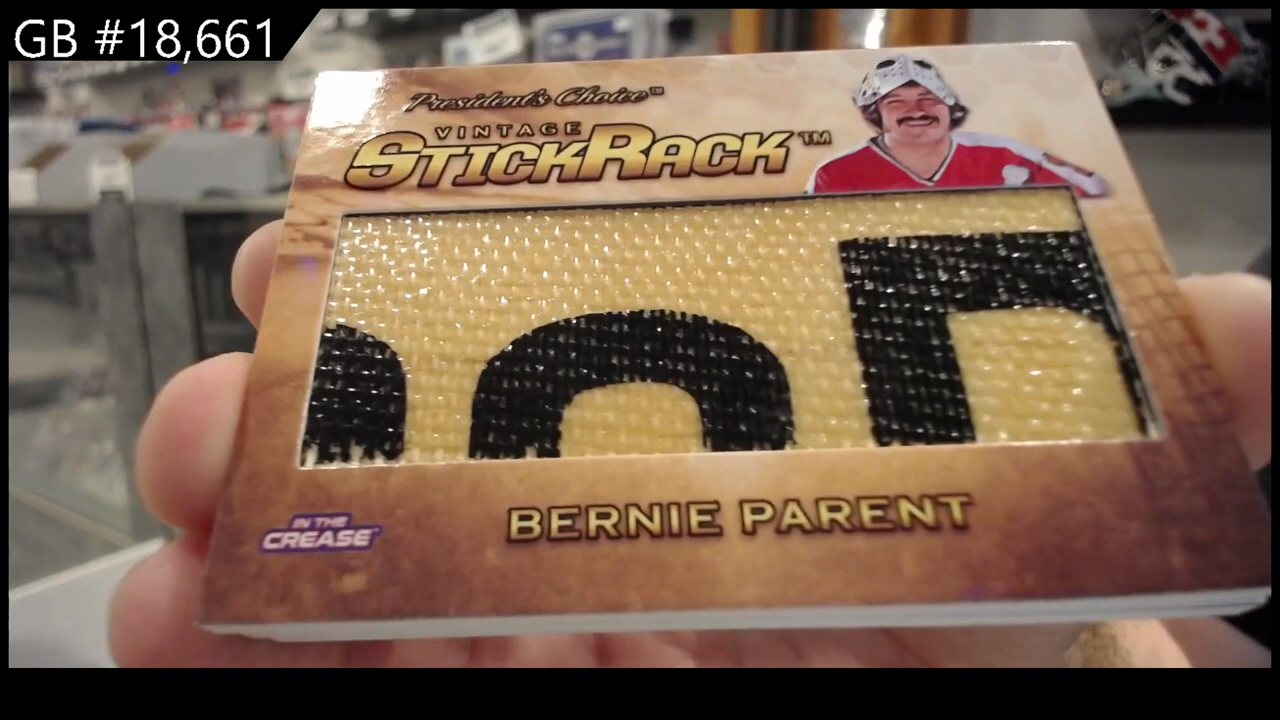 GB #18,661
President's Choice™
VINTAGE
STICKRACK™
BERNIE PARENT
IN THE
CREASE